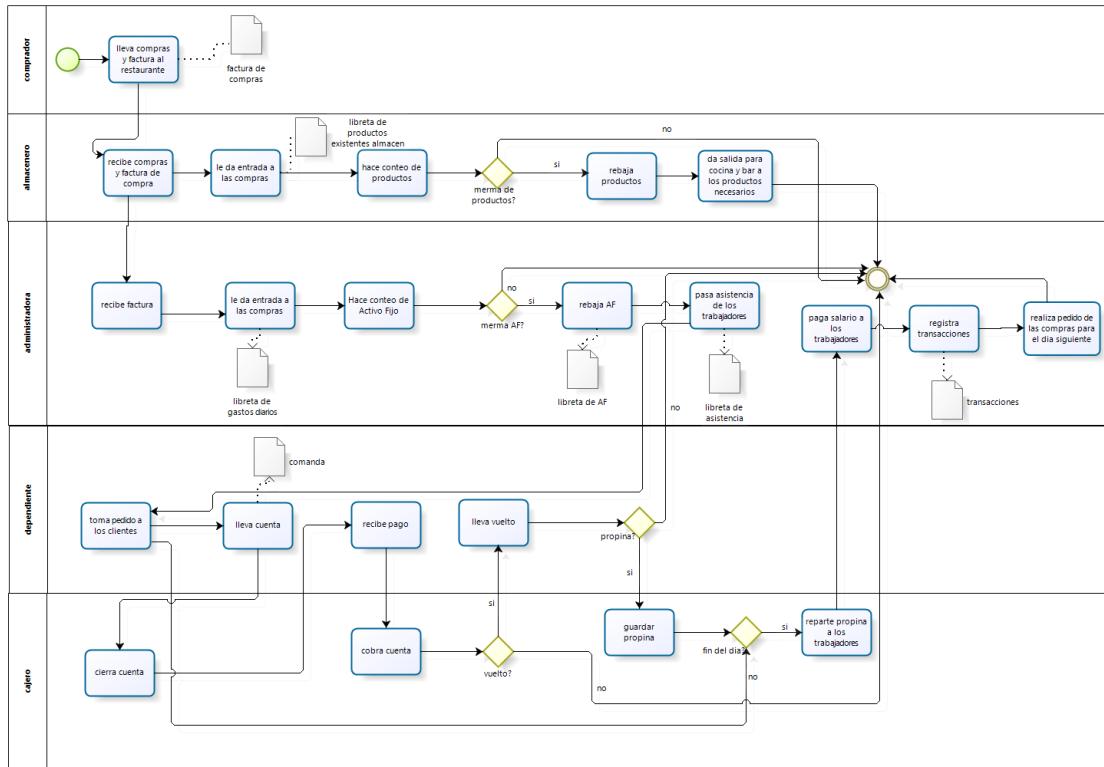 comprador
lleva compras
y factura al
restaurante
factura de
compras
almacenero
recibe compras
y factura de
compra
le da entrada a
las compras
libreta de
productos
existentes almacen
hace conteo de
productos
merma de
productos?
no
si
rebaja
productos
da salida para
cocina y bar a
los productos
necesarios
administradora
recibe factura
le da entrada a
las compras
libreta de
gastos diarios
Hace conteo de
Activo Fijo
merma AF?
no
si
rebaja AF
libreta de AF
pasa asistencia
de los
trabajadores
libreta de
asistencia
paga salario a
los
trabajadores
registra
transacciones
transacciones
realiza pedido de
las compras para
el dia siguiente
dependiente
toma pedido a
los clientes
comanda
lleva cuenta
recibe pago
lleva vuelto
propina?
no
si
cajero
cierra cuenta
cobra cuenta
vuelto?
si
no
guardar
propina
fin del dia?
si
no
reparte propina
a los
trabajadores